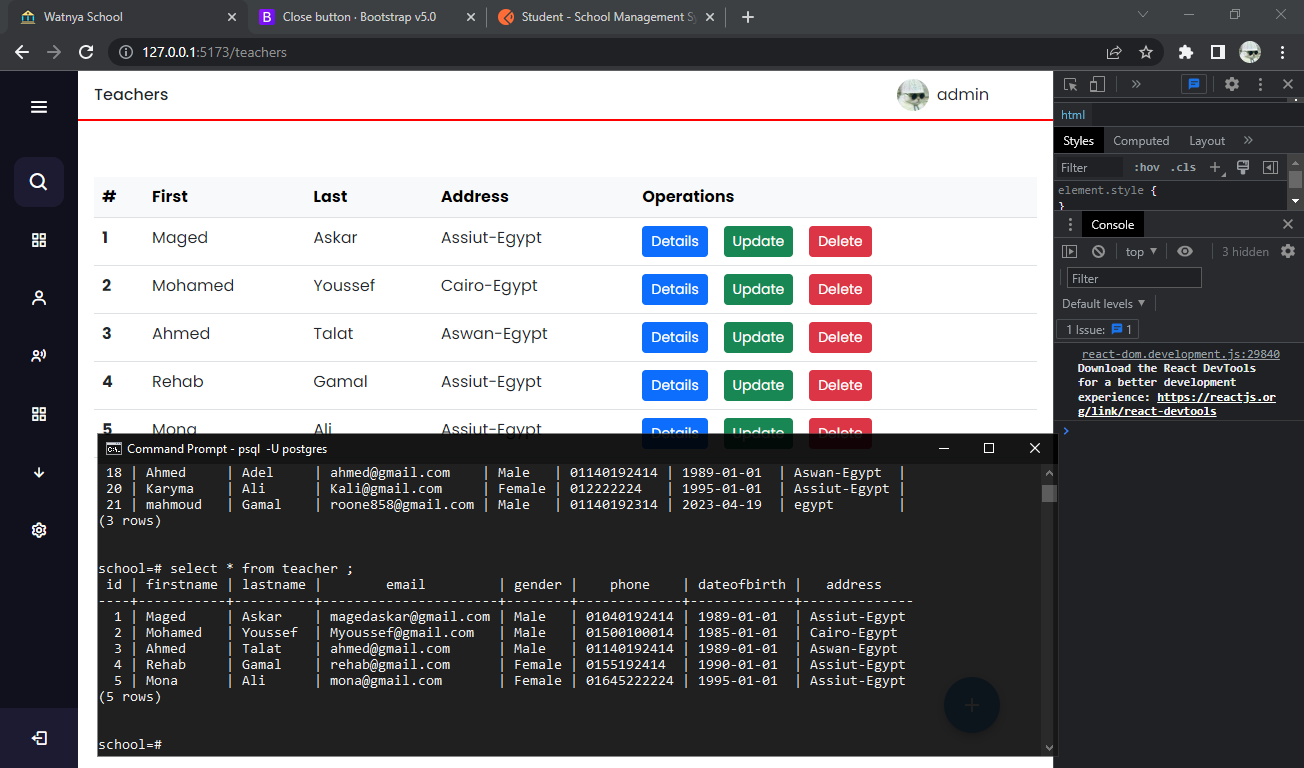 Watnya School
Close button · Bootstrap v5.0
Student - School Management Sy
127.0.0.1:5173/teachers
Teachers
admin
# First Last Address Operations
1 Maged Askar Assiut-Egypt Details Update Delete
2 Mohamed Youssef Cairo-Egypt Details Update Delete
3 Ahmed Talat Aswan-Egypt Details Update Delete
4 Rehab Gamal Assiut-Egypt Details Update Delete
5 Mona Ali Assiut-Egypt Details Update Delete
Command Prompt - psql -U postgres
18 | Ahmed | Adel | ahmed@gmail.com | Male | 01140192414 | 1989-01-01 | Aswan-Egypt |
20 | Karyma | Ali | Kali@gmail.com | Female | 012222224 | 1995-01-01 | Assiut-Egypt |
21 | mahmoud | Gamal | roone858@gmail.com | Male | 01140192314 | 2023-04-19 | egypt |
(3 rows)
school=# select * from teacher ;
id | firstname | lastname | email | gender | phone | dateofbirth | address
----+-----------+----------+----------------------+--------+-------------+-------------+--------------
1 | Maged | Askar | magedaskar@gmail.com | Male | 01040192414 | 1989-01-01 | Assiut-Egypt
2 | Mohamed | Youssef | Myoussef@gmail.com | Male | 01500100014 | 1985-01-01 | Cairo-Egypt
3 | Ahmed | Talat | ahmed@gmail.com | Male | 01140192414 | 1989-01-01 | Aswan-Egypt
4 | Rehab | Gamal | rehab@gmail.com | Female | 0155192414 | 1990-01-01 | Assiut-Egypt
5 | Mona | Ali | mona@gmail.com | Female | 01645222224 | 1995-01-01 | Assiut-Egypt
(5 rows)
school=#
html
Styles Computed Layout
Filter :hov .cls
element.style {
}
Console
top 3 hidden
Filter
Default levels
1 Issue: 1
react-dom.development.js:29840
Download the React DevTools
for a better development
experience: https://reactjs.or
g/link/react-devtools